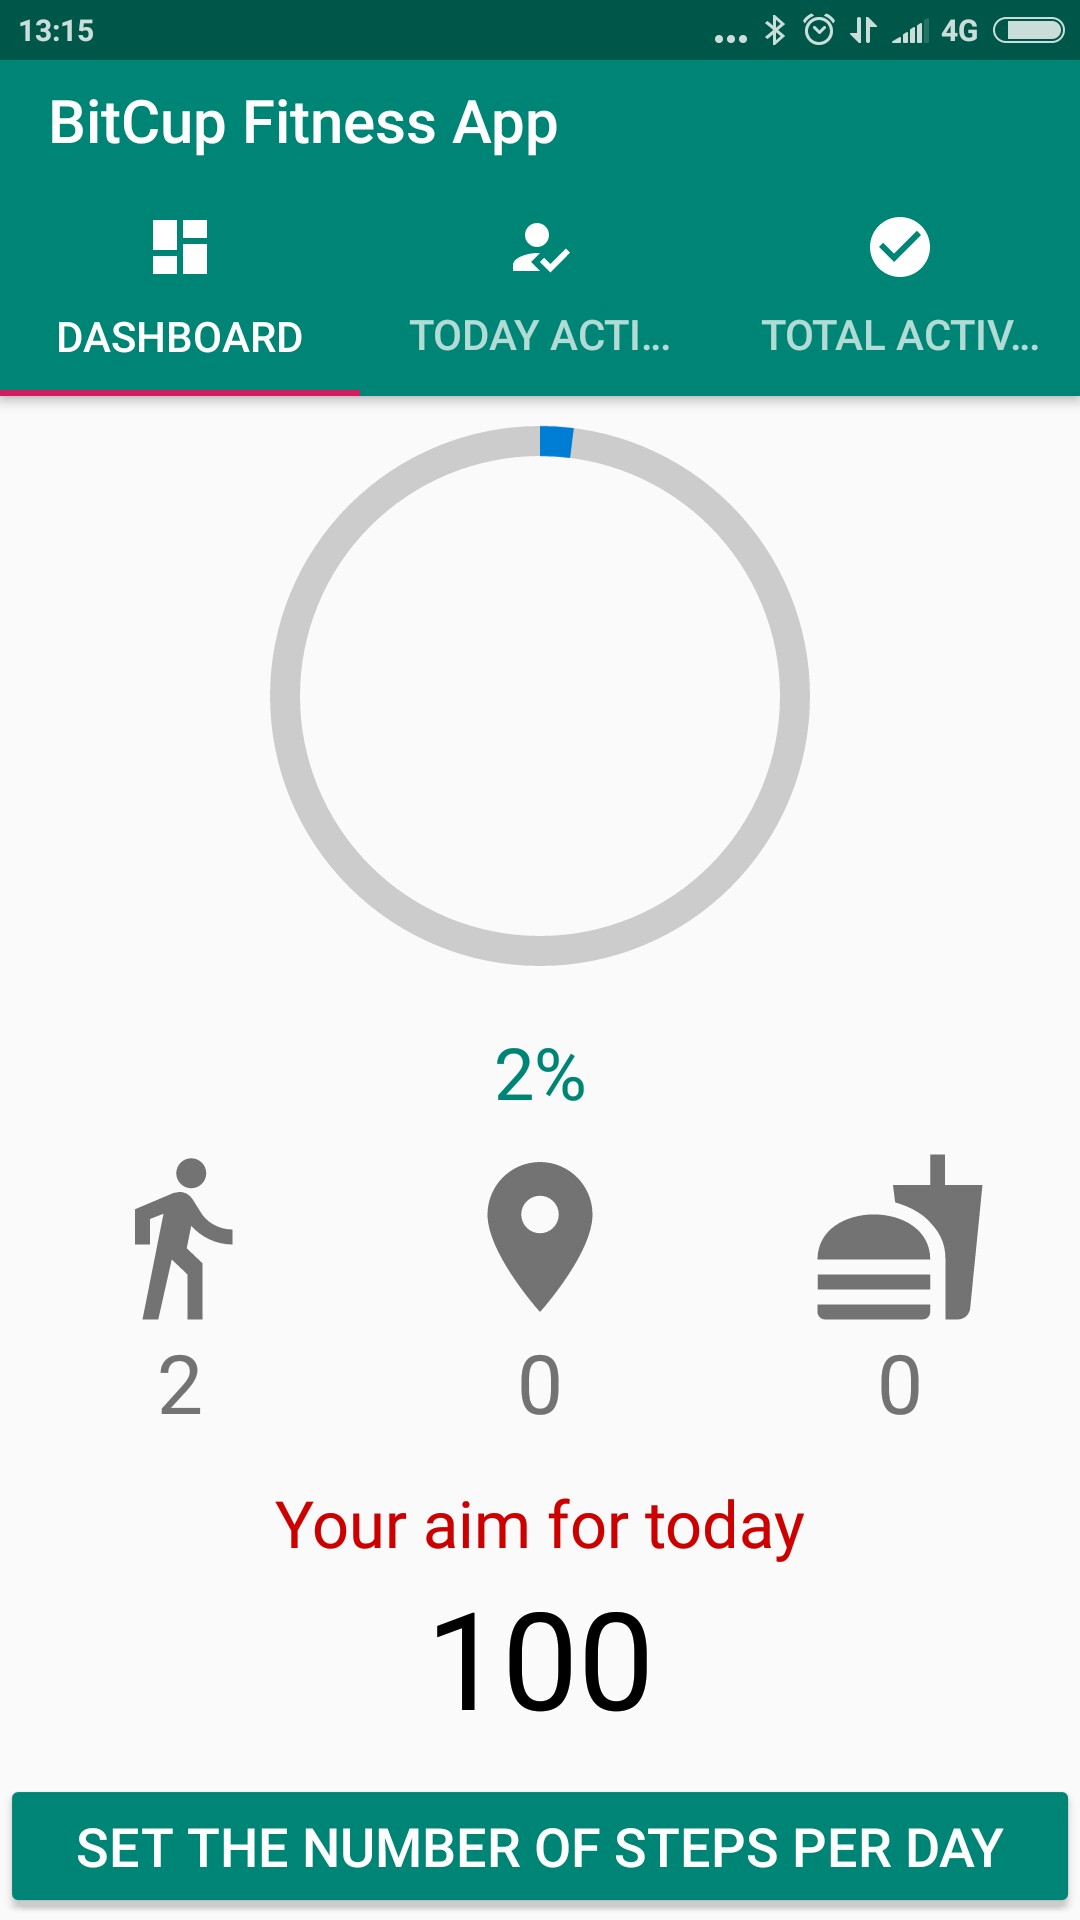 13:15 ... 4G
BitCup Fitness App
DASHBOARD TODAY ACTI... TOTAL ACTIV...
2%
2 0 0
Your aim for today
100
SET THE NUMBER OF STEPS PER DAY